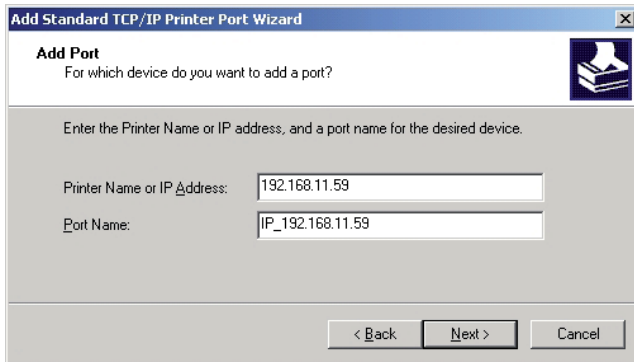 Add Standard TCP/IP Printer Port Wizard
Add Port
For which device do you want to add a port?
Enter the Printer Name or IP address, and a port name for the desired device.
Printer Name or IP Address: 192.168.11.59
Port Name: IP_192.168.11.59
< Back Next > Cancel